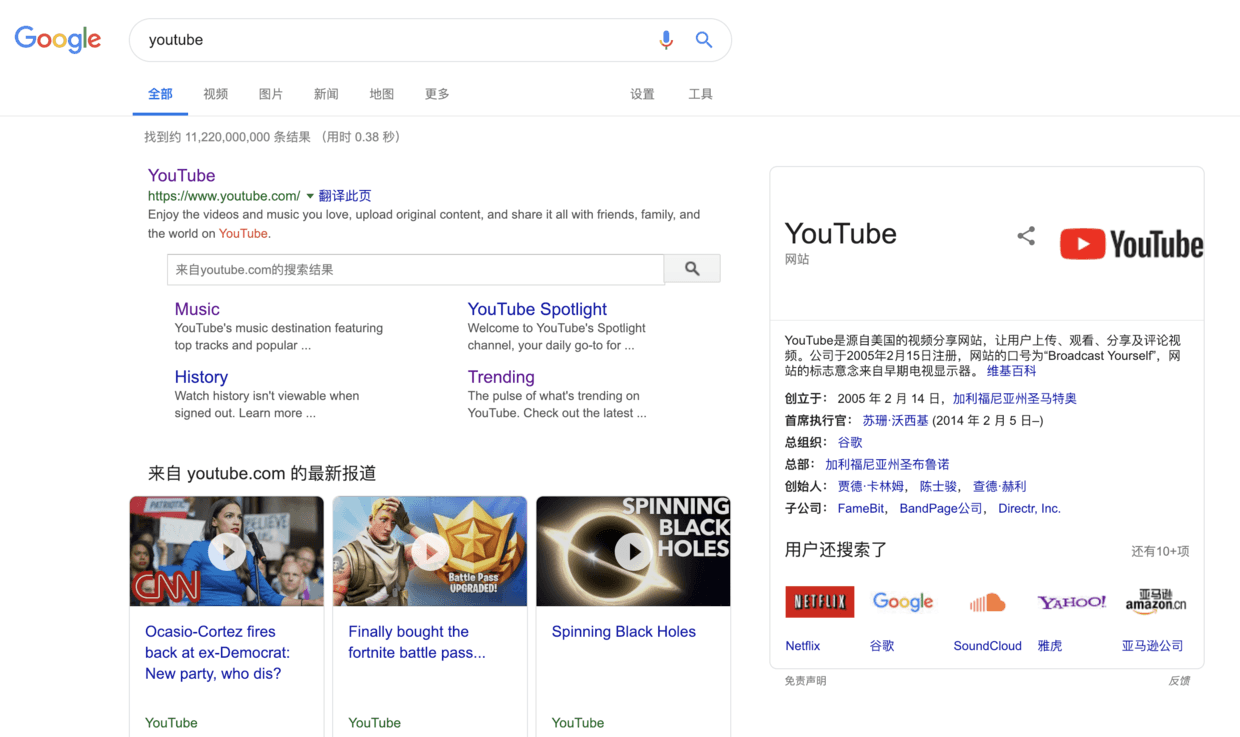 Google
youtube
全部 视频 图片 新闻 地图 更多 设置 工具
找到约 11,220,000,000 条结果 （用时 0.38 秒）
YouTube
https://www.youtube.com/ 翻译此页
Enjoy the videos and music you love, upload original content, and share it all with friends, family, and
the world on YouTube.
来自youtube.com的搜索结果
Music
YouTube's music destination featuring
top tracks and popular ...
YouTube Spotlight
Welcome to YouTube's Spotlight
channel, your daily go-to for ...
History
Watch history isn't viewable when
signed out. Learn more ...
Trending
The pulse of what's trending on
YouTube. Check out the latest ...
来自 youtube.com 的最新报道
PATRIOTIC
BELIEVE
CNN
Ocasio-Cortez fires
back at ex-Democrat:
New party, who dis?
YouTube
Battle Pass
UPGRADED!
Finally bought the
fortnite battle pass...
YouTube
SPINNING
BLACK
HOLES
Spinning Black Holes
YouTube
YouTube
网站
YouTube
YouTube是源自美国的视频分享网站，让用户上传、观看、分享及评论视
频。公司于2005年2月15日注册，网站的口号为“Broadcast Yourself”，网
站的标志意念来自早期电视显示器。 维基百科
创立于： 2005 年 2 月 14 日，加利福尼亚州圣马特奥
首席执行官： 苏珊·沃西基 (2014 年 2 月 5 日–)
总组织： 谷歌
总部： 加利福尼亚州圣布鲁诺
创始人： 贾德·卡林姆， 陈士骏， 查德·赫利
子公司： FameBit， BandPage公司， Directr, Inc.
用户还搜索了 还有10+项
NETFLIX Google YAHOO! 亚马逊
amazon.cn
Netflix 谷歌 SoundCloud 雅虎 亚马逊公司
免责声明 反馈